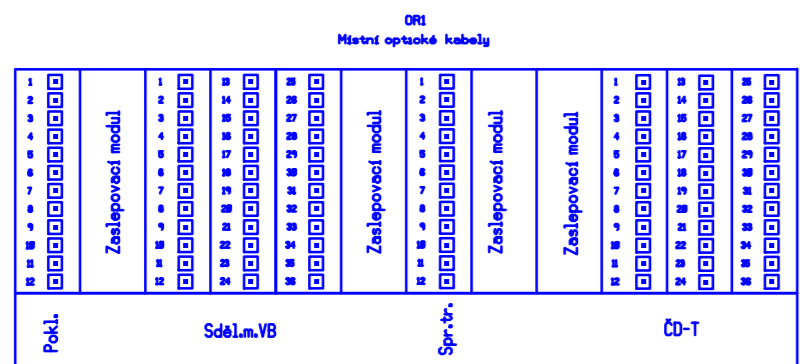 OR1
Místní optické kabely
1 1 13 25 1 1 13 25
2 2 14 26 2 2 14 26
3 3 15 27 3 3 15 27
4 4 16 28 4 4 16 28
5 5 17 29 5 5 17 29
6 6 18 30 6 6 18 30
7 7 19 31 7 7 19 31
8 8 20 32 8 8 20 32
9 9 21 33 9 9 21 33
10 10 22 34 10 10 22 34
11 11 23 35 11 11 23 35
12 12 24 36 12 12 24 36
Zaslepovací modul
Zaslepovací modul
Zaslepovací modul
Zaslepovací modul
Pokl.
Sděl.m.VB
Spr.tr.
ČD-T